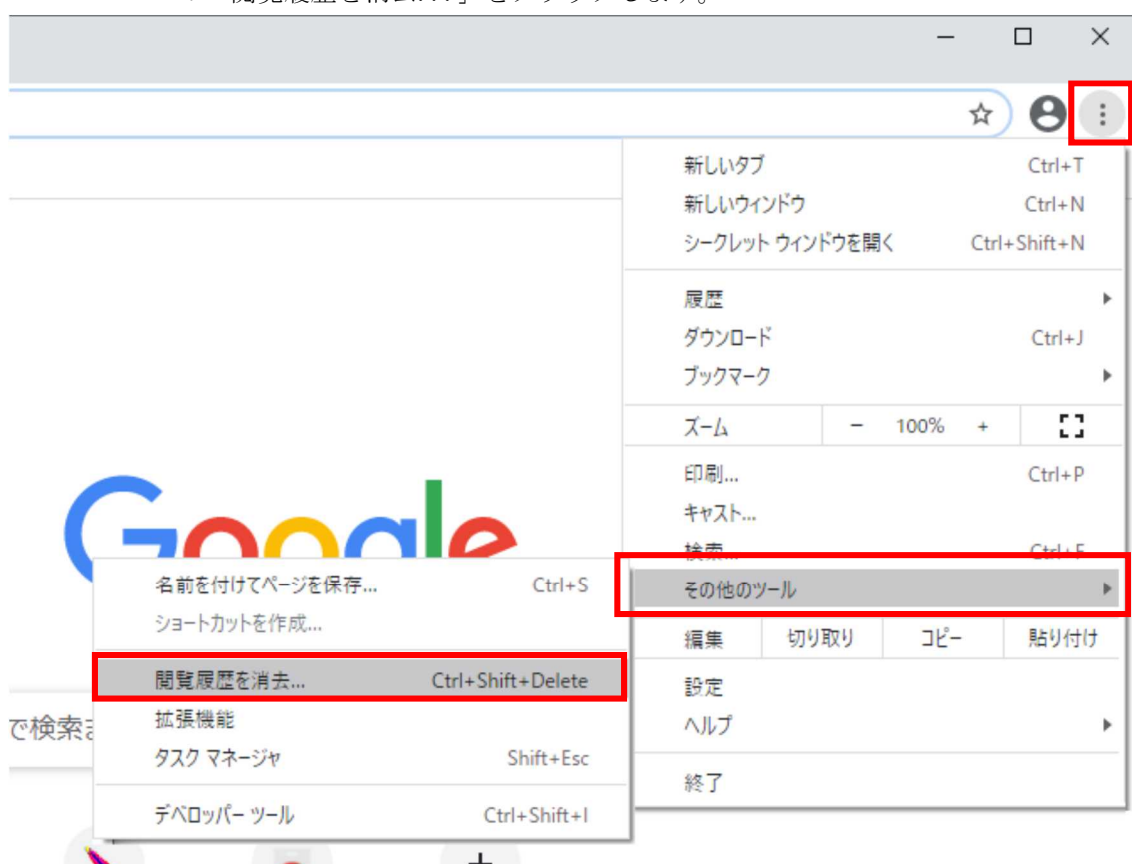 新しいタブ Ctrl+T
新しいウィンドウ Ctrl+N
シークレット ウィンドウを開く Ctrl+Shift+N
履歴
ダウンロード Ctrl+J
ブックマーク
ズーム − 100% +
印刷... Ctrl+P
キャスト...
検索... Ctrl+F
その他のツール
編集 切り取り コピー 貼り付け
設定
ヘルプ
終了
Google
名前を付けてページを保存... Ctrl+S
ショートカットを作成...
閲覧履歴を消去... Ctrl+Shift+Delete
拡張機能
タスク マネージャ Shift+Esc
デベロッパー ツール Ctrl+Shift+I
で検索